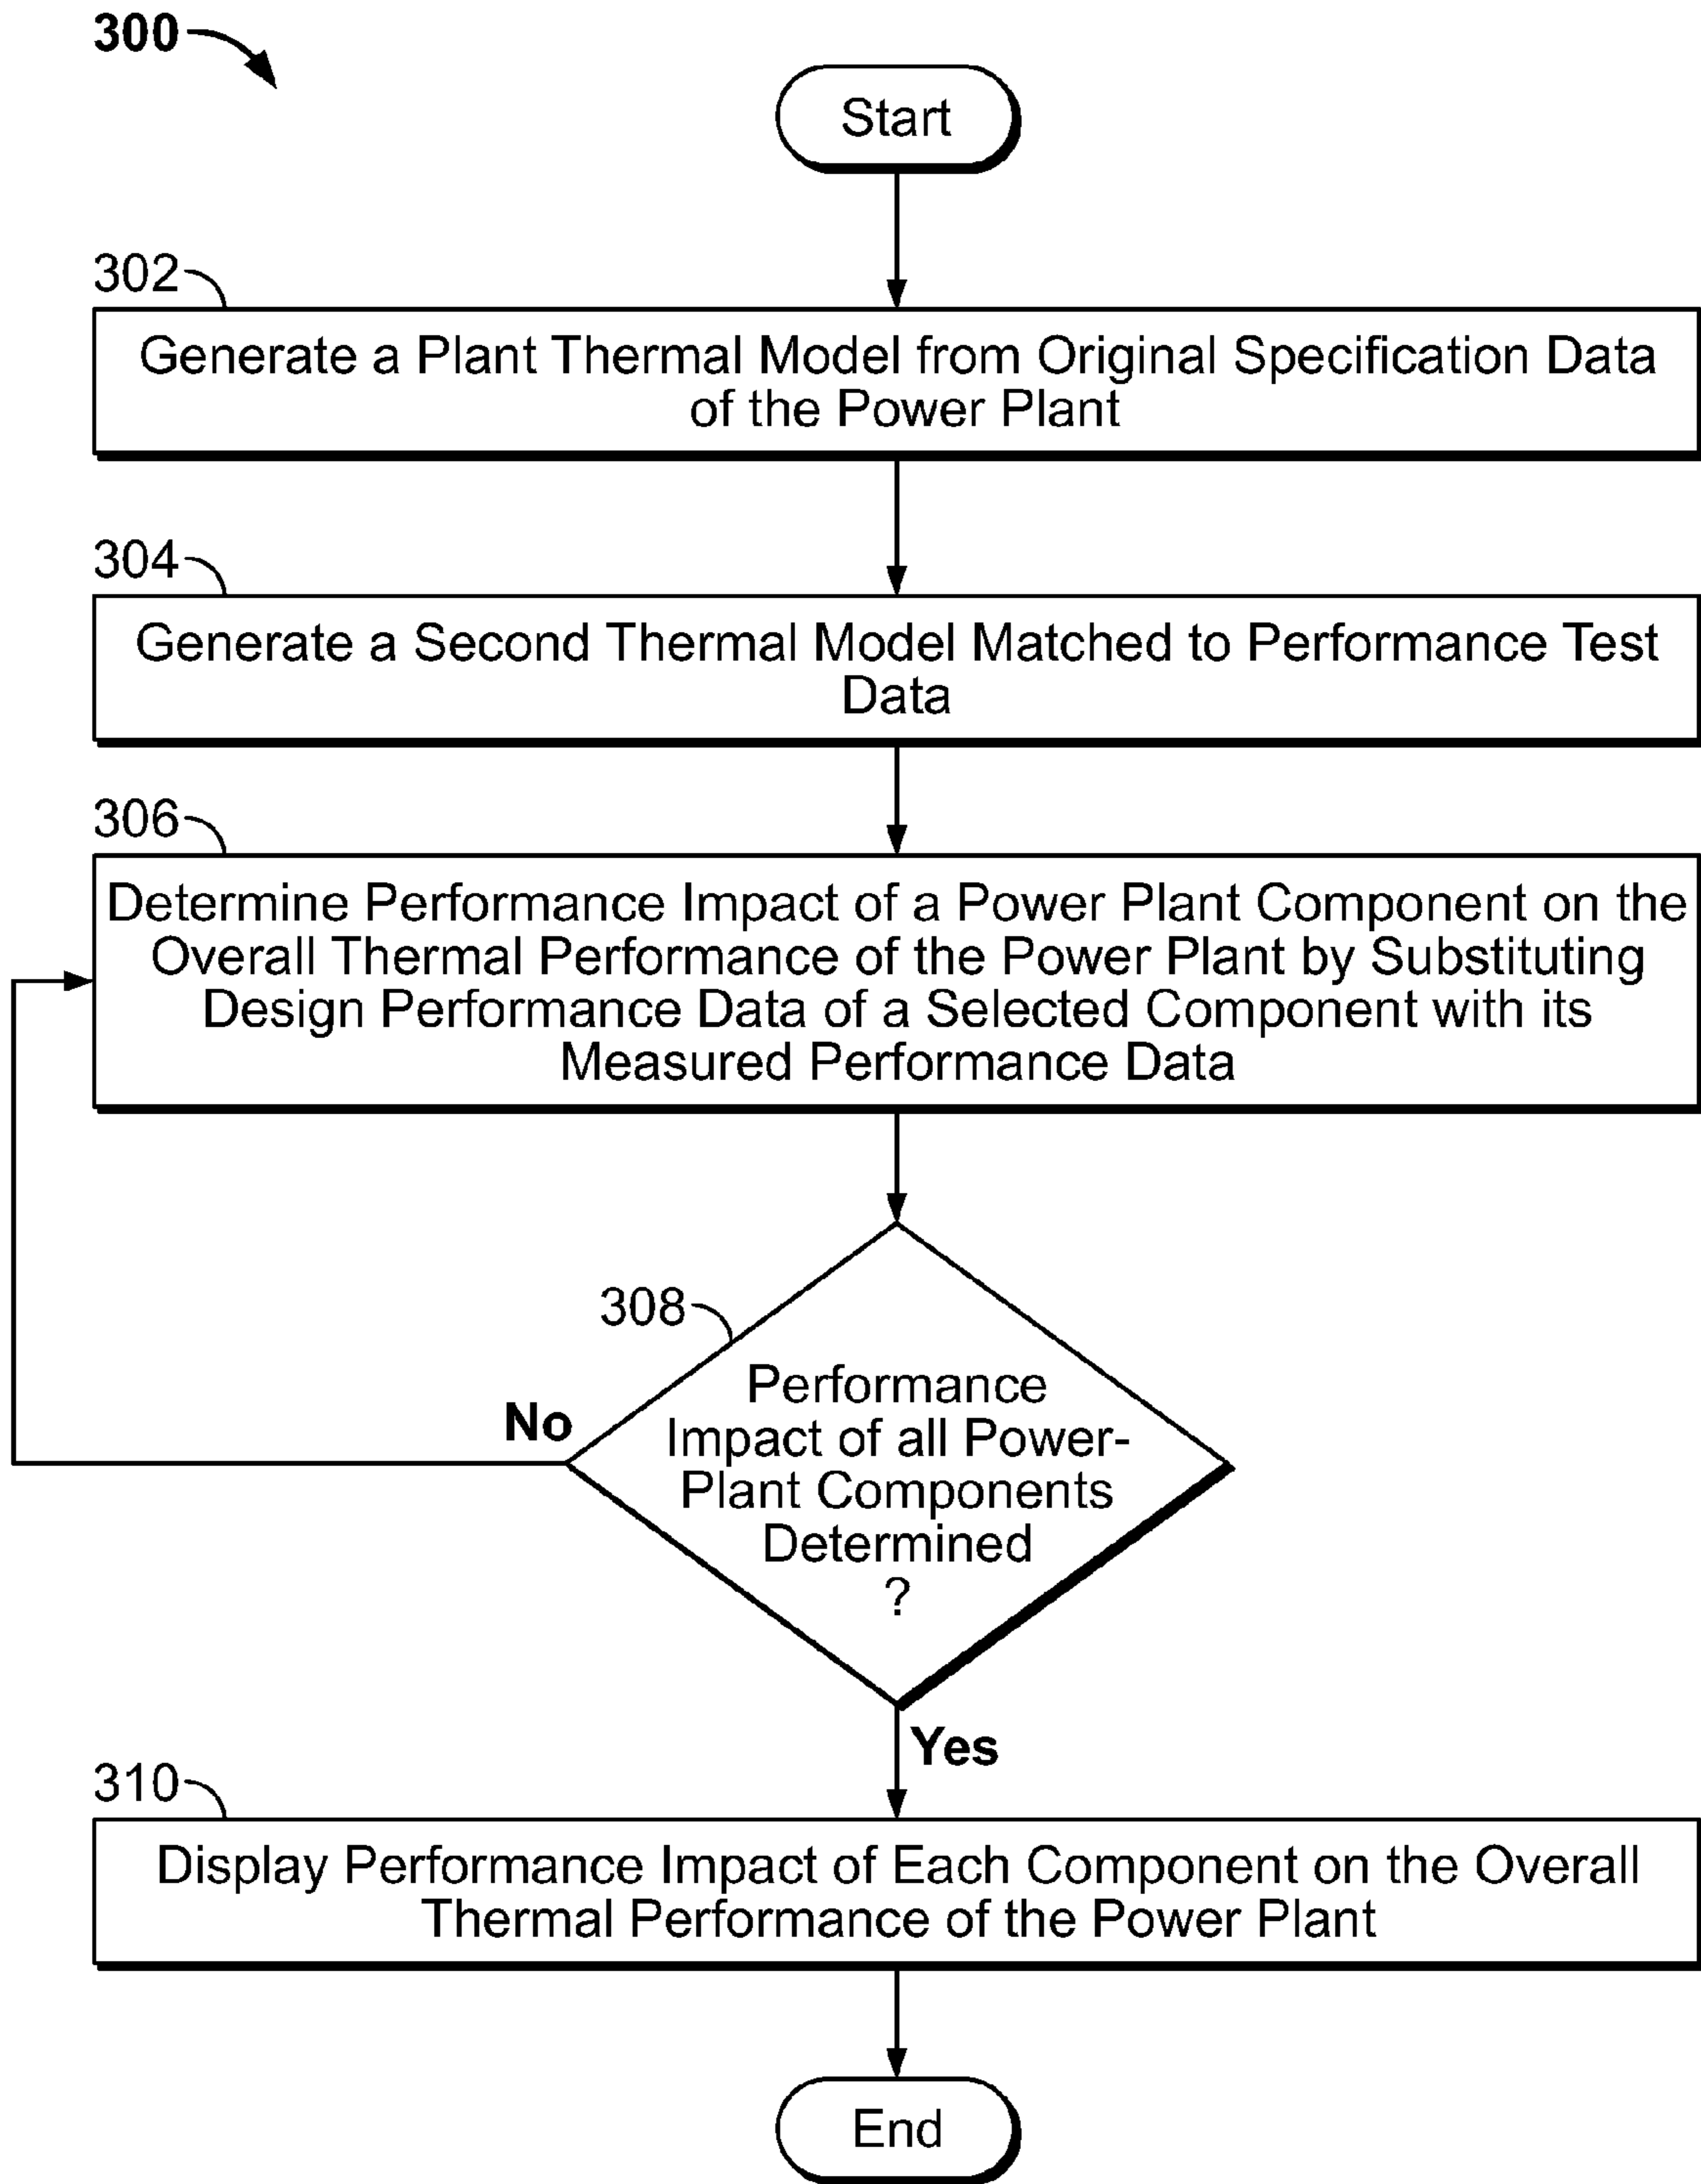 300
Start
302
Generate a Plant Thermal Model from Original Specification Data
of the Power Plant
304
Generate a Second Thermal Model Matched to Performance Test
Data
306
Determine Performance Impact of a Power Plant Component on the
Overall Thermal Performance of the Power Plant by Substituting
Design Performance Data of a Selected Component with its
Measured Performance Data
308
Performance
Impact of all Power-
Plant Components
Determined
?
No
Yes
310
Display Performance Impact of Each Component on the Overall
Thermal Performance of the Power Plant
End